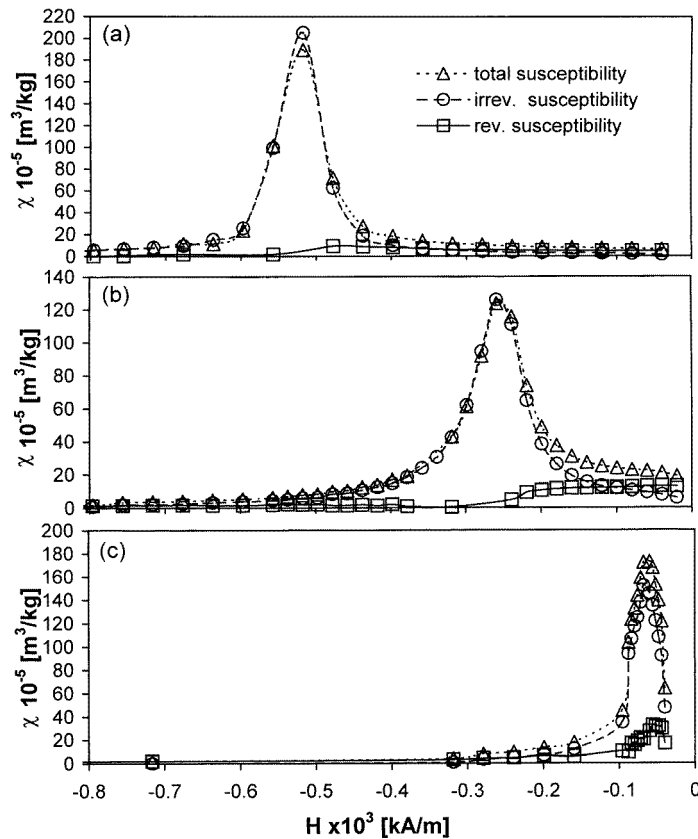 (a)
220
200
180
160
140
120
100
80
60
40
20
0
χ 10⁻⁵ [m³/kg]
total susceptibility
irrev. susceptibility
rev. susceptibility
(b)
140
120
100
80
60
40
20
0
χ 10⁻⁵ [m³/kg]
(c)
200
180
160
140
120
100
80
60
40
20
0
χ 10⁻⁵ [m³/kg]
-0.8 -0.7 -0.6 -0.5 -0.4 -0.3 -0.2 -0.1 0
H x10³ [kA/m]